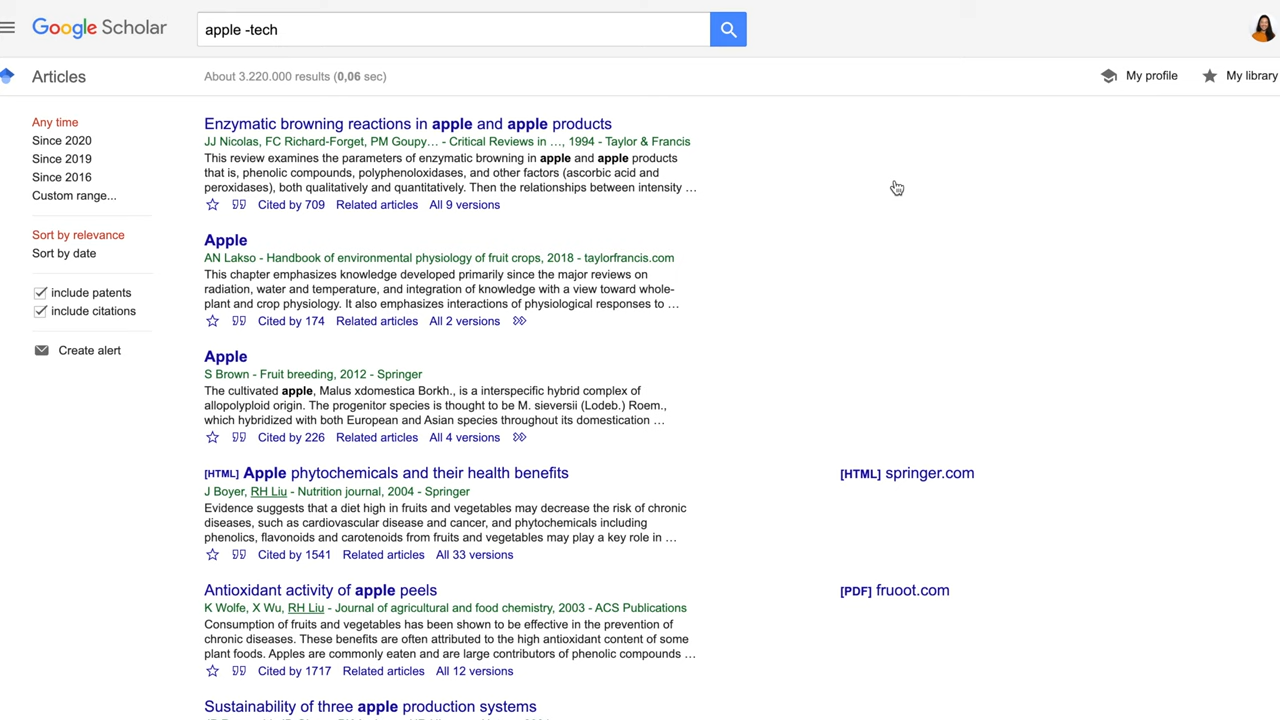 Google Scholar
apple -tech
Articles
About 3.220.000 results (0,06 sec)
My profile
My library
Any time
Since 2020
Since 2019
Since 2016
Custom range...
Sort by relevance
Sort by date
include patents
include citations
Create alert
Enzymatic browning reactions in apple and apple products
JJ Nicolas, FC Richard-Forget, PM Goupy… - Critical Reviews in …, 1994 - Taylor & Francis
This review examines the parameters of enzymatic browning in apple and apple products
that is, phenolic compounds, polyphenoloxidases, and other factors (ascorbic acid and
peroxidases), both qualitatively and quantitatively. Then the relationships between intensity …
Cited by 709 Related articles All 9 versions
Apple
AN Lakso - Handbook of environmental physiology of fruit crops, 2018 - taylorfrancis.com
This chapter emphasizes knowledge developed primarily since the major reviews on
radiation, water and temperature, and integration of knowledge with a view toward whole-
plant and crop physiology. It also emphasizes interactions of physiological responses to …
Cited by 174 Related articles All 2 versions
Apple
S Brown - Fruit breeding, 2012 - Springer
The cultivated apple, Malus xdomestica Borkh., is a interspecific hybrid complex of
allopolyploid origin. The progenitor species is thought to be M. sieversii (Lodeb.) Roem.,
which hybridized with both European and Asian species throughout its domestication …
Cited by 226 Related articles All 4 versions
[HTML] Apple phytochemicals and their health benefits
J Boyer, RH Liu - Nutrition journal, 2004 - Springer
Evidence suggests that a diet high in fruits and vegetables may decrease the risk of chronic
diseases, such as cardiovascular disease and cancer, and phytochemicals including
phenolics, flavonoids and carotenoids from fruits and vegetables may play a key role in …
Cited by 1541 Related articles All 33 versions
[HTML] springer.com
Antioxidant activity of apple peels
K Wolfe, X Wu, RH Liu - Journal of agricultural and food chemistry, 2003 - ACS Publications
Consumption of fruits and vegetables has been shown to be effective in the prevention of
chronic diseases. These benefits are often attributed to the high antioxidant content of some
plant foods. Apples are commonly eaten and are large contributors of phenolic compounds …
Cited by 1717 Related articles All 12 versions
[PDF] fruoot.com
Sustainability of three apple production systems